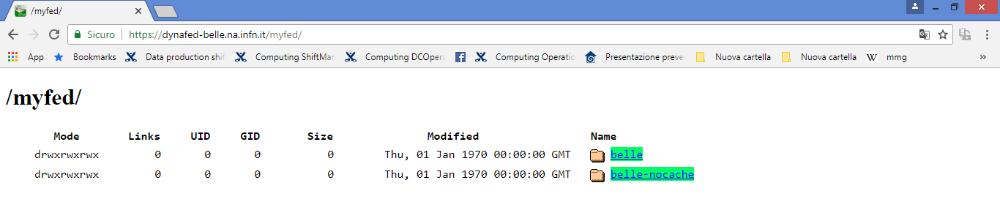 /myfed/
Sicuro https://dynafed-belle.na.infn.it/myfed/
App Bookmarks Data production shif Computing ShiftMan Computing DCOpera Computing Operatio Presentazione preve Nuova cartella Nuova cartella W mmg »
/myfed/
Mode Links UID GID Size Modified Name
drwxrwxrwx 0 0 0 0 Thu, 01 Jan 1970 00:00:00 GMT belle
drwxrwxrwx 0 0 0 0 Thu, 01 Jan 1970 00:00:00 GMT belle-nocache